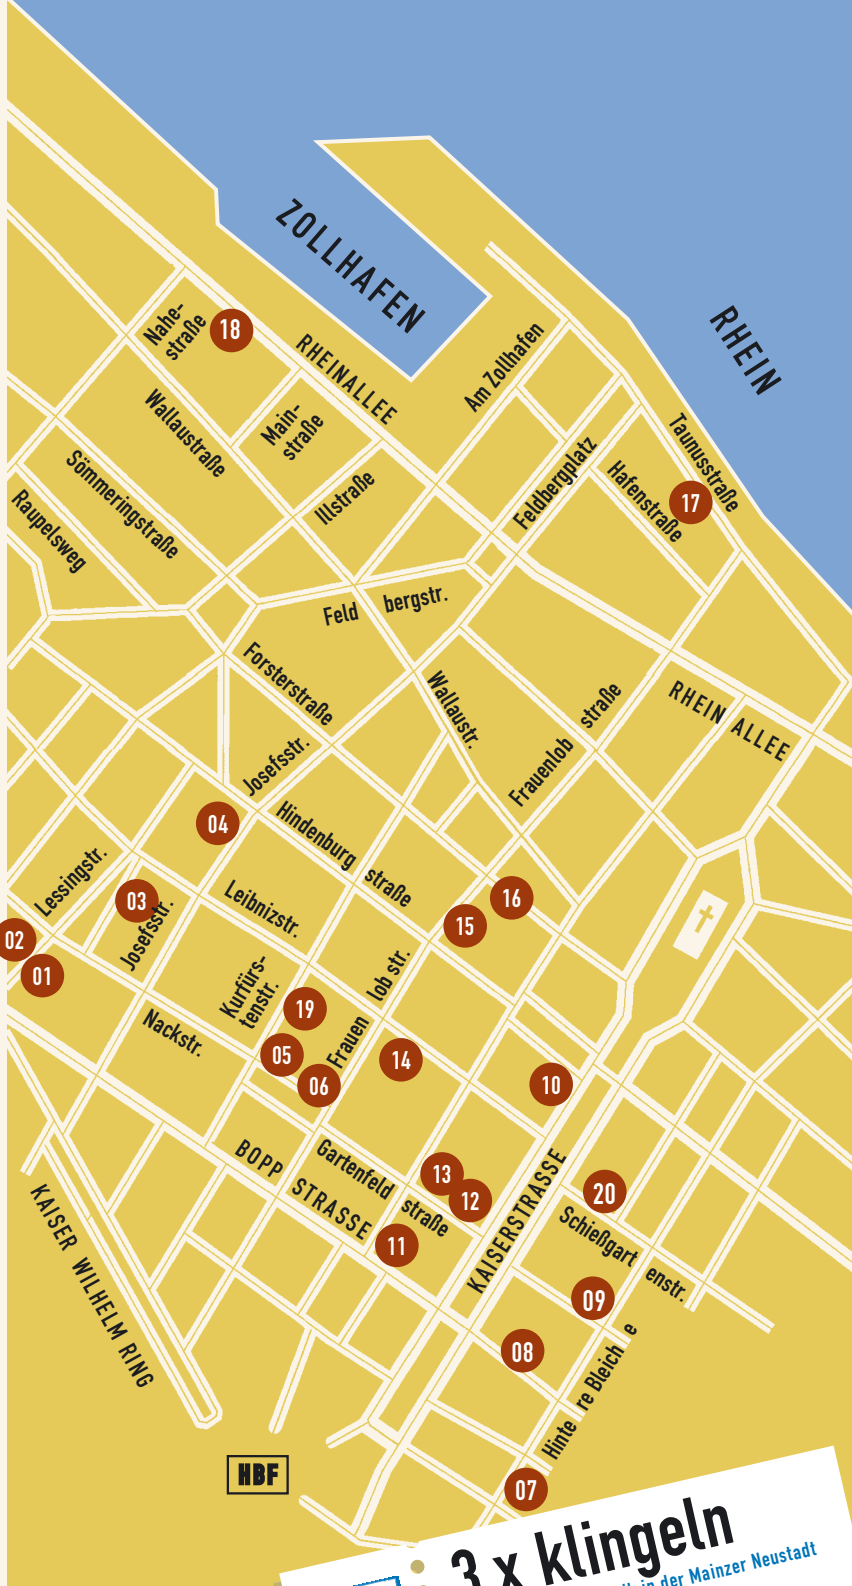 ZOLLHAFEN
RHEIN
Nahe-
straße
18
RHEINALLEE
Am Zollhafen
Wallaustraße
Main-
straße
Taunusstraße
Sömmeringstraße
Feldbergplatz
Hafenstraße
17
Raupelsweg
Illstraße
Feld bergstr.
Forsterstraße
Wallaustr.
Frauenlob straße
RHEIN ALLEE
Josefsstr.
04
Hindenburg straße
Lessingstr.
03
Josefsstr.
Leibnizstr.
16
15
02
01
Kurfürs-
tenstr.
19
Frauen lob str.
Nackstr.
05
06
14
10
BOPP STRASSE
Gartenfeld straße
13
12
11
KAISERSTRASSE
20
Schießgart enstr.
KAISER WILHELM RING
09
08
Hinte re Bleich e
HBF
07
3 x klingeln
in der Mainzer Neustadt